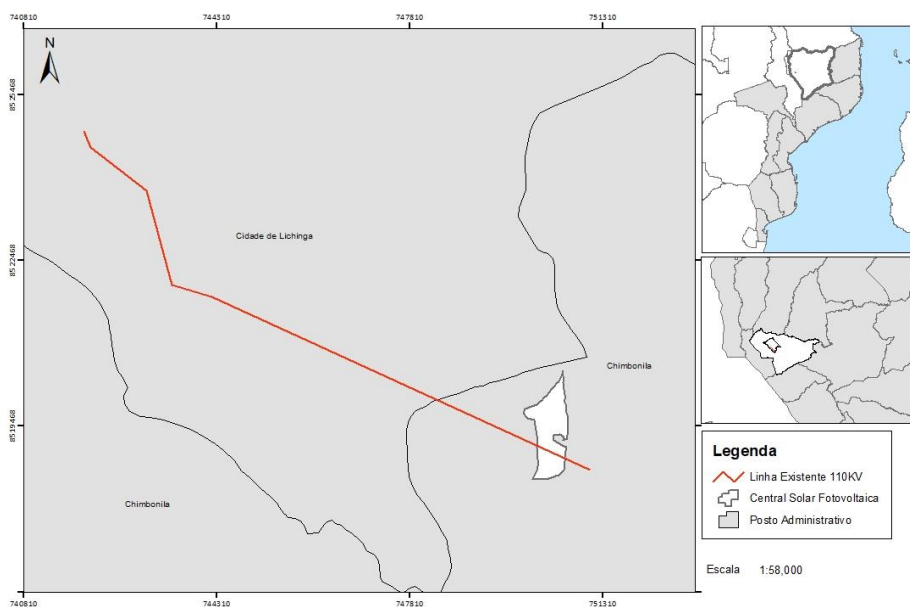 740810 744310 747810 751310
N
8525468
8522468
8519468
Cidade de Lichinga
Chimbonila
Chimbonila
740810 744310 747810 751310
Legenda
Linha Existente 110KV
Central Solar Fotovoltaica
Posto Administrativo
Escala 1:58,000